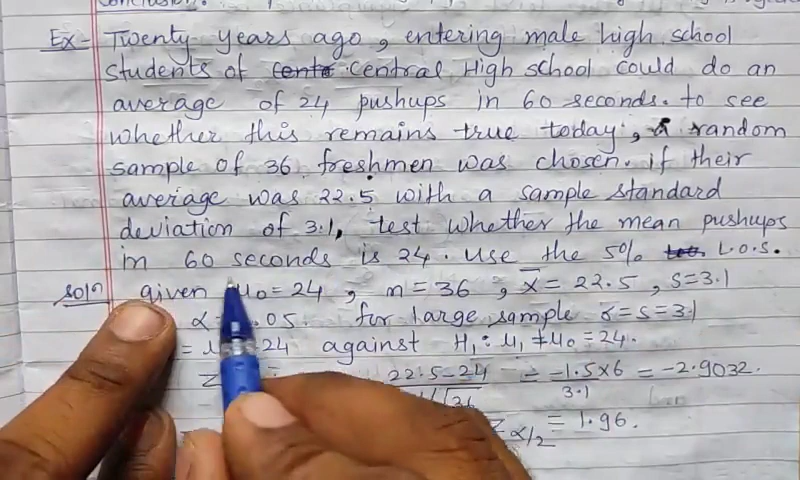 Conclusion:
Ex- Twenty years ago, entering male high school
students of central High school could do an
average of 24 pushups in 60 seconds. to see
whether this remains true today, a random
sample of 36 freshmen was chosen. if their
average was 22.5 with a sample standard
deviation of 3.1, test whether the mean pushups
in 60 seconds is 24. Use the 5% L.O.S.
soln given μ0 = 24, n = 36, x̄ = 22.5, s = 3.1
α .05. for large sample σ = s = 3.1
= 24 against H1: μ1 ≠ μ0 = 24.
Z 22.5-24 = -1.5×6 = -2.9032.
3.1
Zα/2 = 1.96.